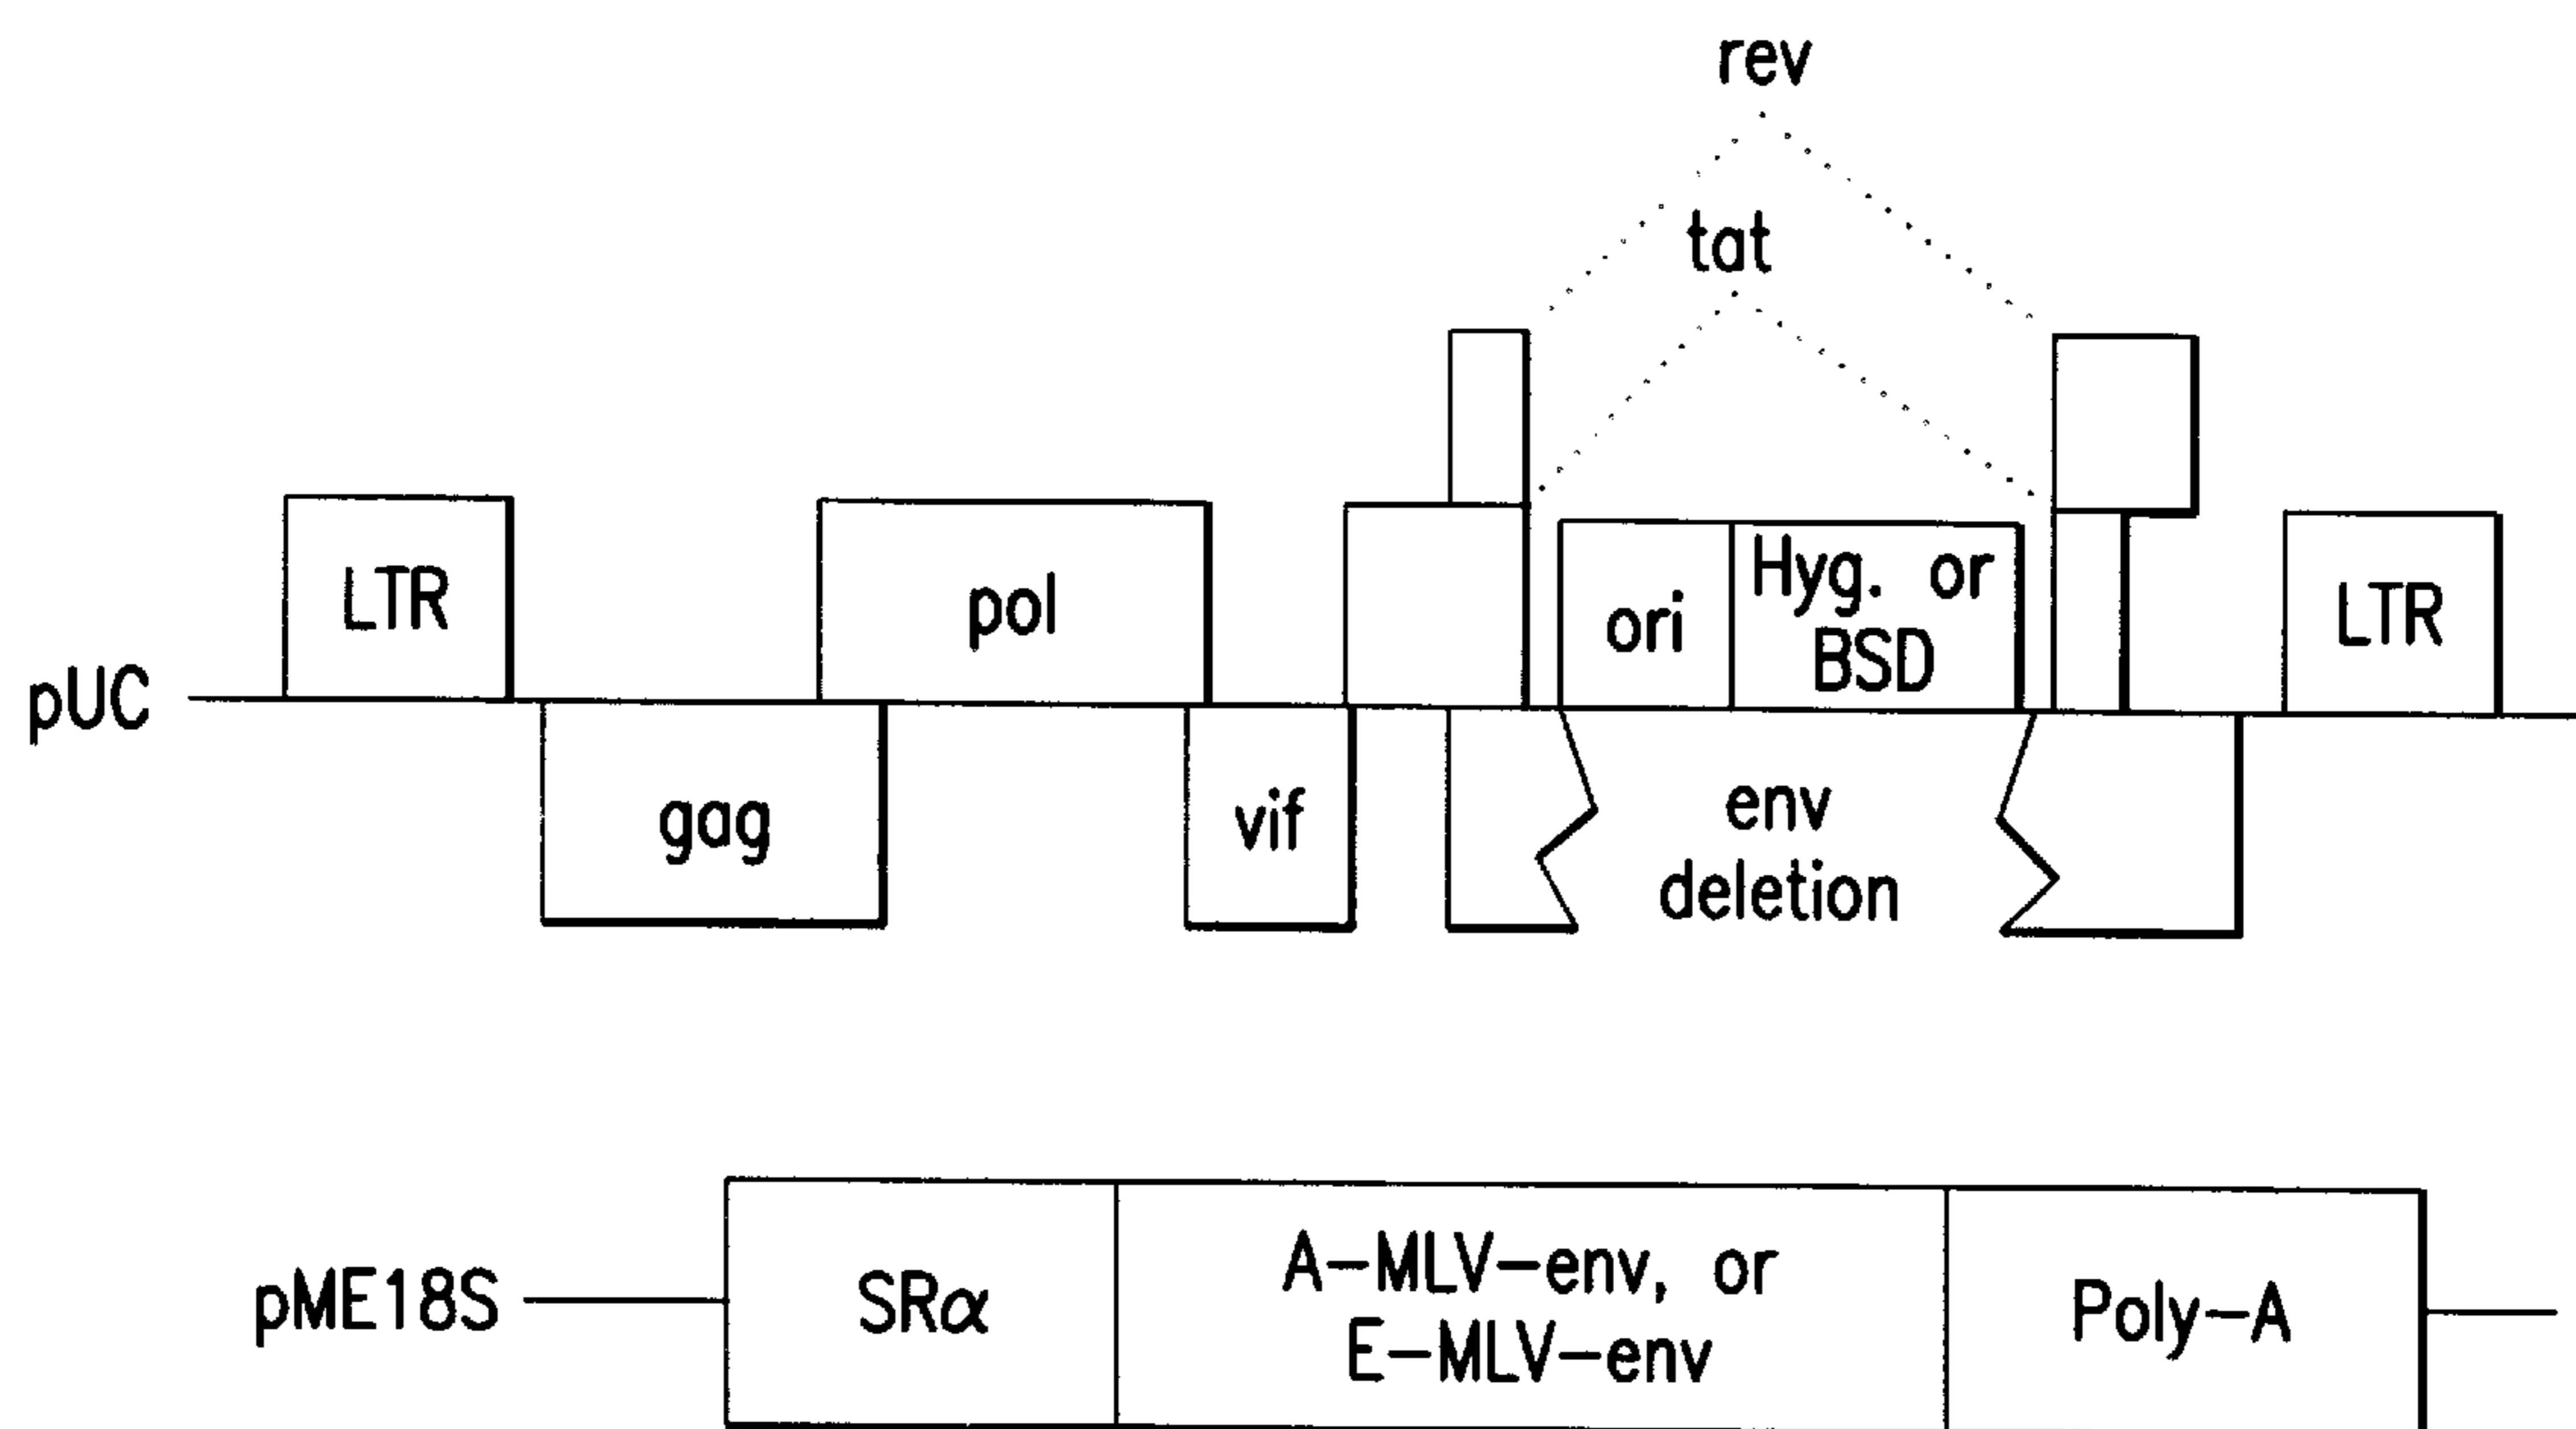 rev
tat
LTR
pol
ori
Hyg. or
BSD
LTR
pUC
gag
vif
env
deletion
pME18S
SRα
A-MLV-env, or
E-MLV-env
Poly-A